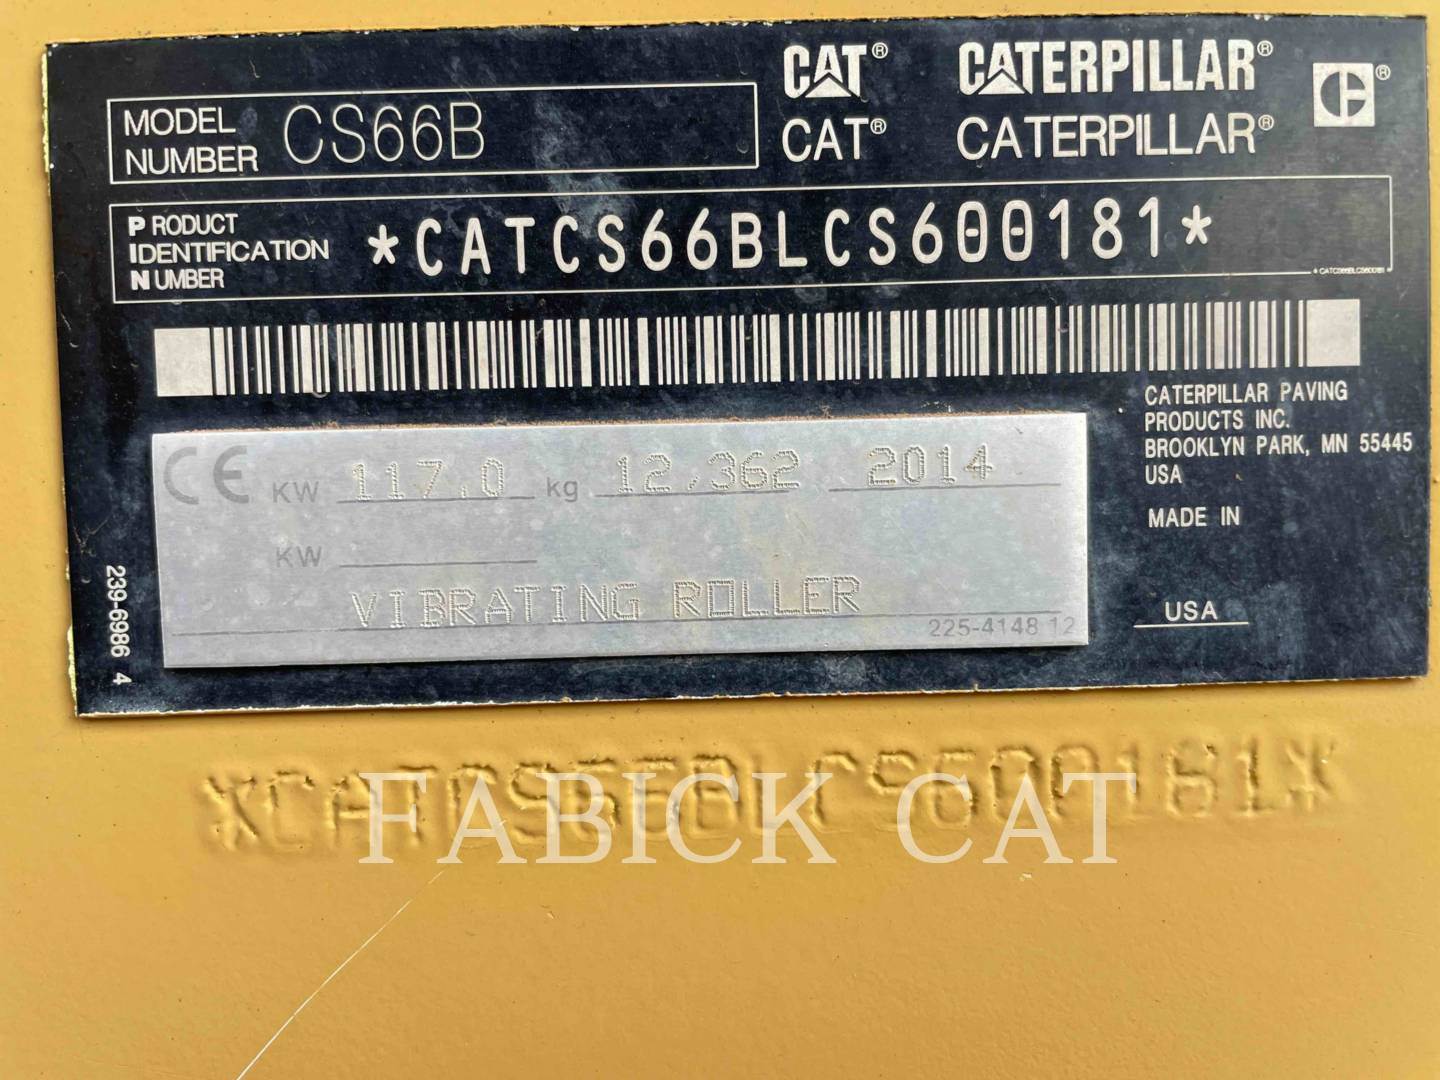 MODEL NUMBER CS66B
CAT® CATERPILLAR®
CAT® CATERPILLAR®
PRODUCT IDENTIFICATION NUMBER *CATCS66BLCS600181*
*CATCS66BLCS600181*
CATERPILLAR PAVING
PRODUCTS INC.
BROOKLYN PARK, MN 55445
USA
MADE IN
USA
CE KW 117.0 kg 12,362 2014
KW
VIBRATING ROLLER
225-4148 12
239-6986 4
*CATCS66BLCS600181*
FABICK CAT